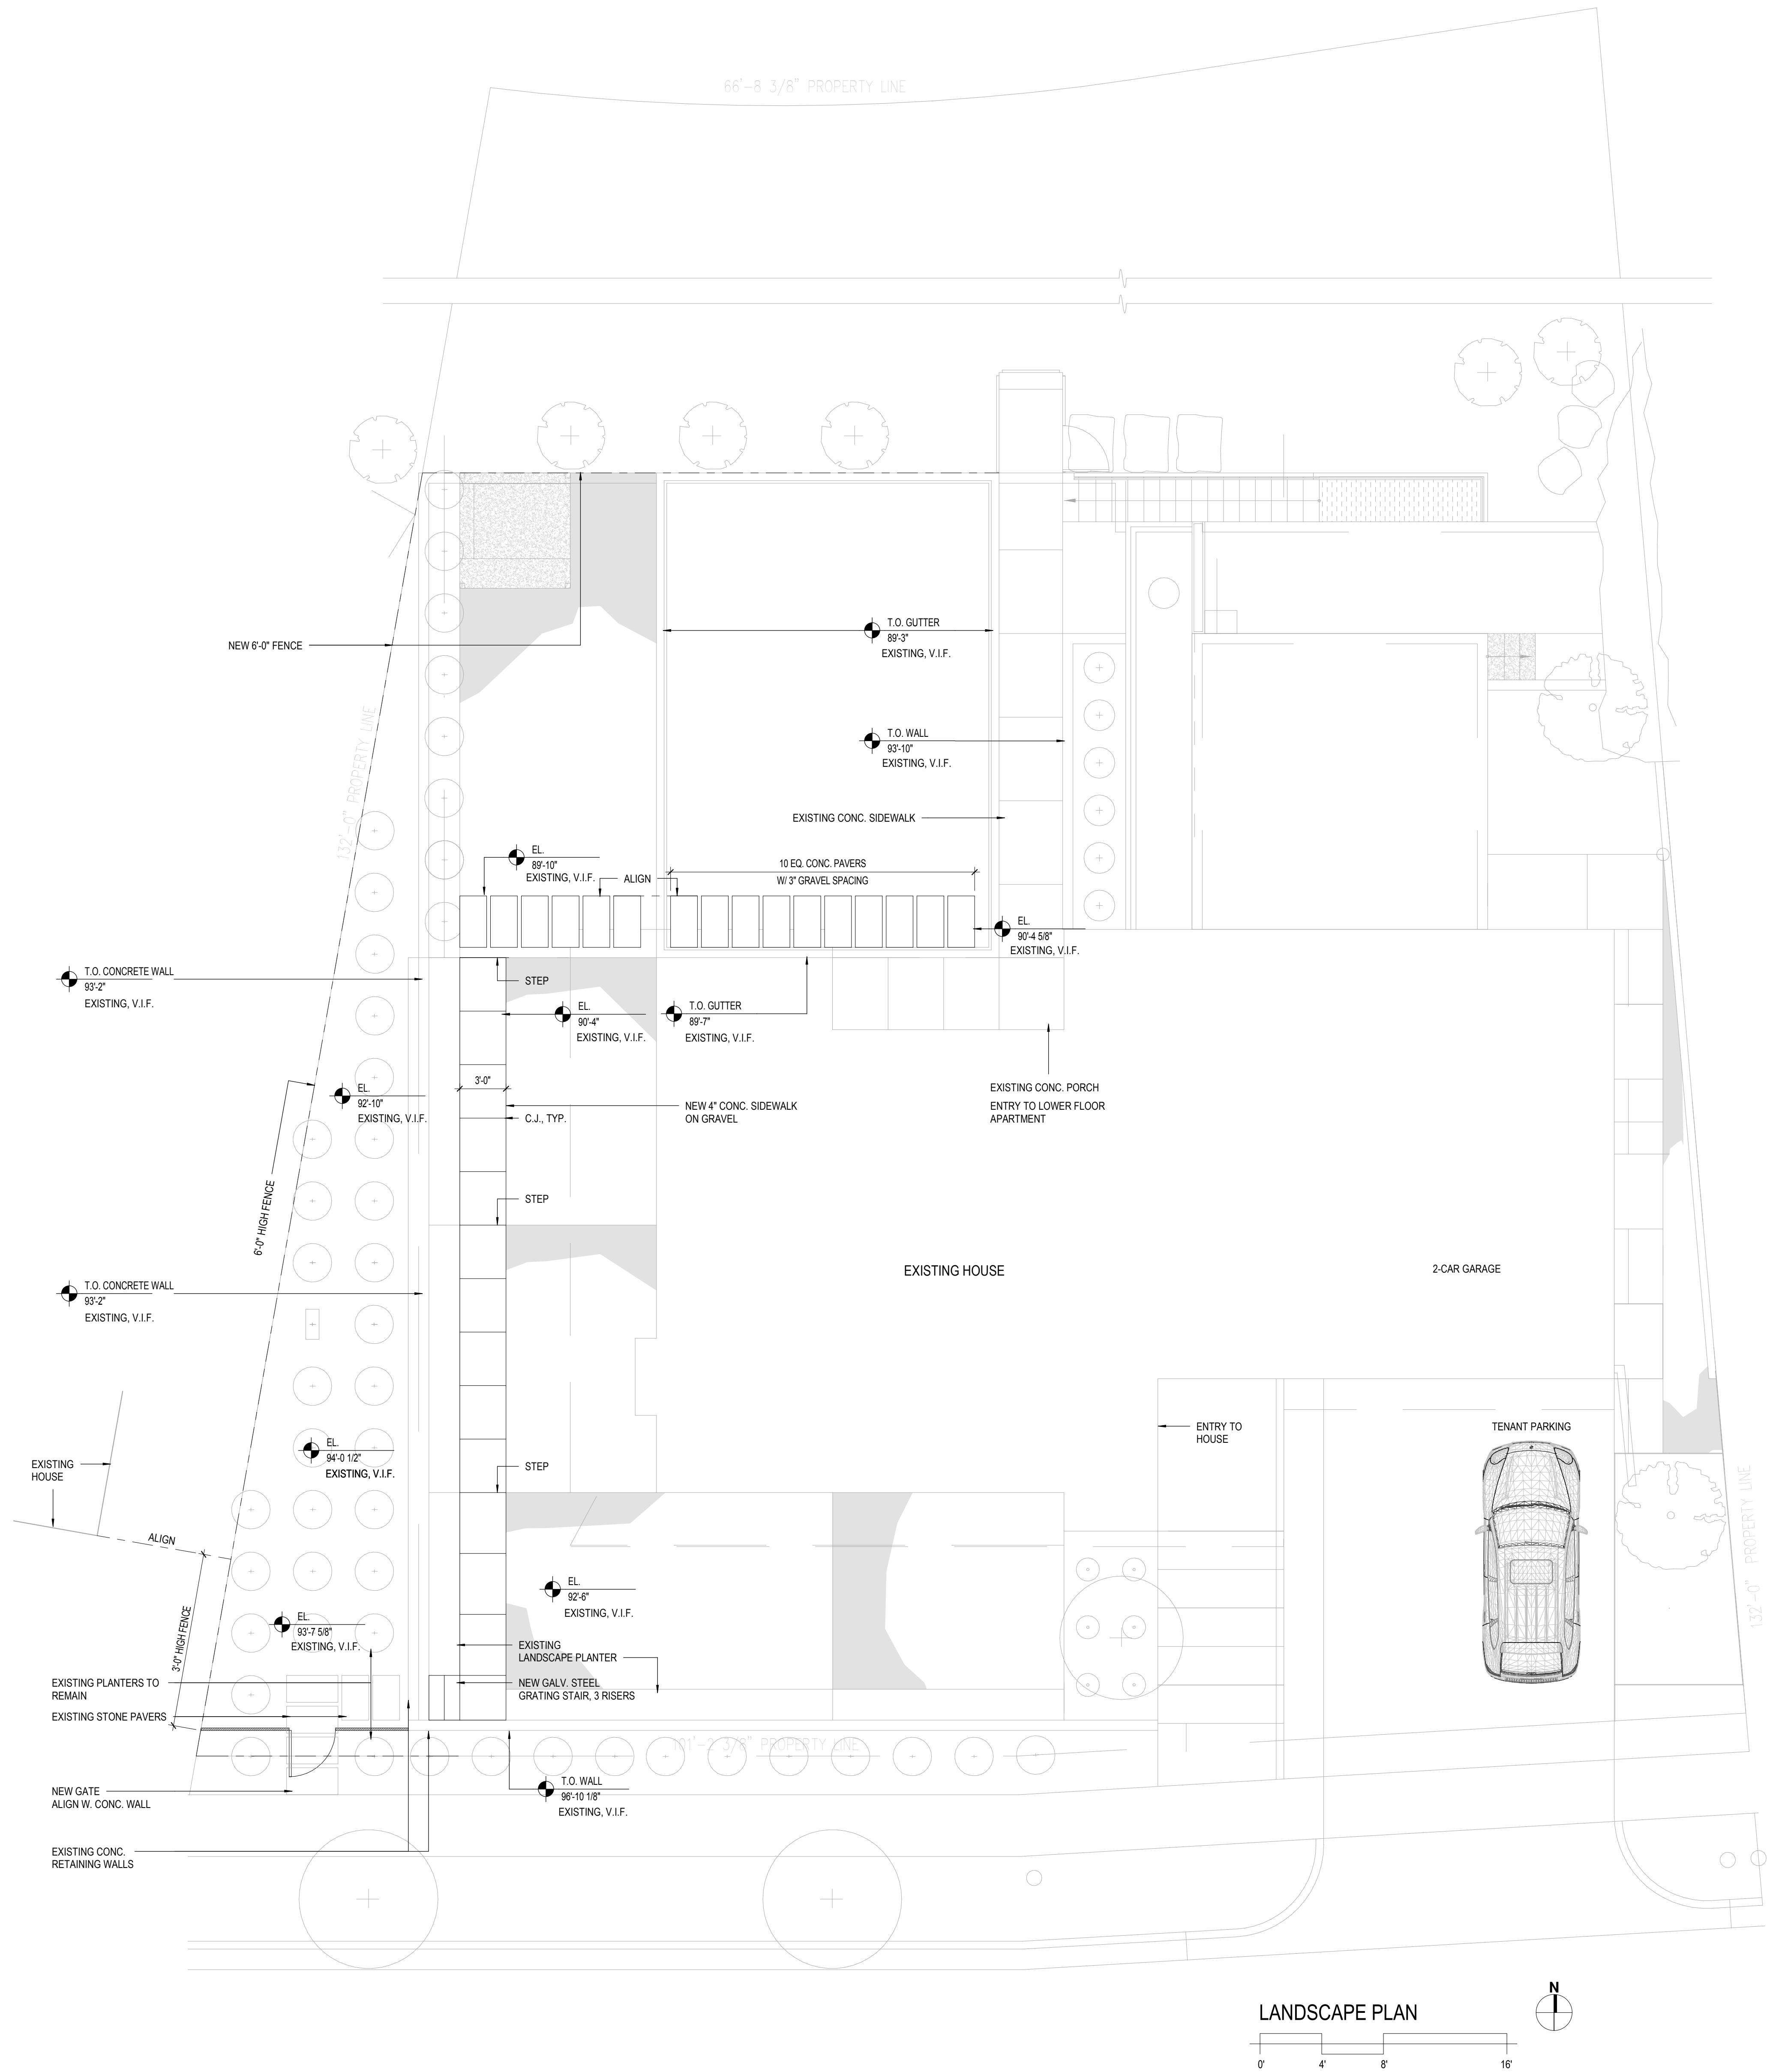 66'-8 3/8" PROPERTY LINE
NEW 6'-0" FENCE
132'-0" PROPERTY LINE
T.O. GUTTER
89'-3"
EXISTING, V.I.F.
T.O. WALL
93'-10"
EXISTING, V.I.F.
EXISTING CONC. SIDEWALK
EL.
89'-10"
EXISTING, V.I.F.
ALIGN
10 EQ. CONC. PAVERS
W/ 3" GRAVEL SPACING
EL.
90'-4 5/8"
EXISTING, V.I.F.
T.O. CONCRETE WALL
93'-2"
EXISTING, V.I.F.
STEP
EL.
90'-4"
EXISTING, V.I.F.
T.O. GUTTER
89'-7"
EXISTING, V.I.F.
3'-0"
EL.
92'-10"
EXISTING, V.I.F.
NEW 4" CONC. SIDEWALK
ON GRAVEL
C.J., TYP.
EXISTING CONC. PORCH
ENTRY TO LOWER FLOOR
APARTMENT
6'-0" HIGH FENCE
STEP
EXISTING HOUSE
2-CAR GARAGE
T.O. CONCRETE WALL
93'-2"
EXISTING, V.I.F.
ENTRY TO
HOUSE
TENANT PARKING
EL.
94'-0 1/2"
EXISTING, V.I.F.
EXISTING
HOUSE
STEP
ALIGN
132'-0" PROPERTY LINE
EL.
92'-6"
EXISTING, V.I.F.
EL.
93'-7 5/8"
EXISTING, V.I.F.
3'-0" HIGH FENCE
EXISTING
LANDSCAPE PLANTER
NEW GALV. STEEL
GRATING STAIR, 3 RISERS
EXISTING PLANTERS TO
REMAIN
EXISTING STONE PAVERS
101'-2 3/8" PROPERTY LINE
NEW GATE
ALIGN W. CONC. WALL
T.O. WALL
96'-10 1/8"
EXISTING, V.I.F.
EXISTING CONC.
RETAINING WALLS
N
LANDSCAPE PLAN
0' 4' 8' 16'